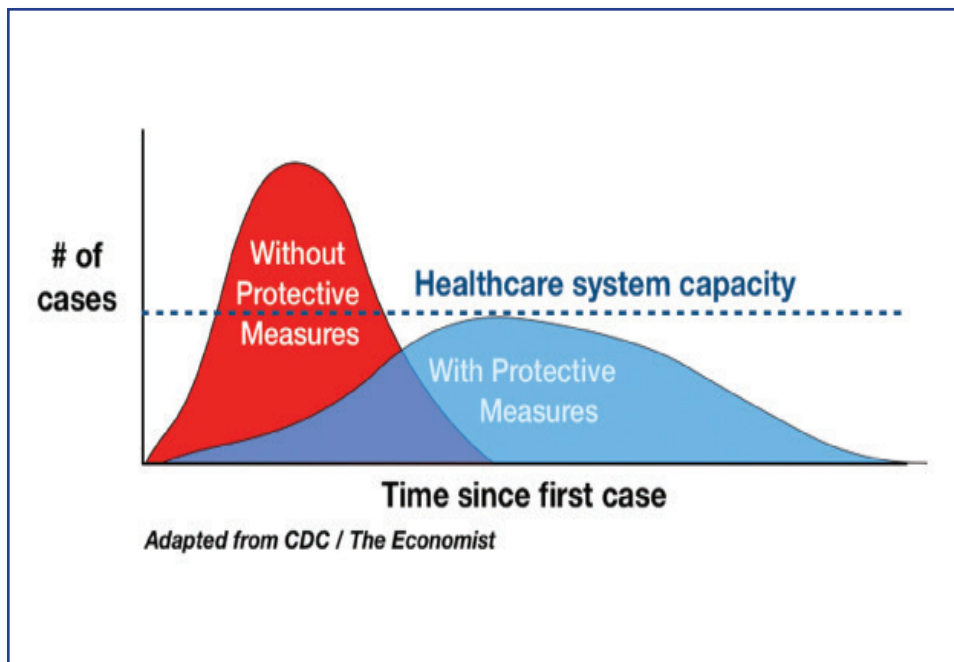 # of
cases
Without
Protective
Measures
Healthcare system capacity
With Protective
Measures
Time since first case
Adapted from CDC / The Economist